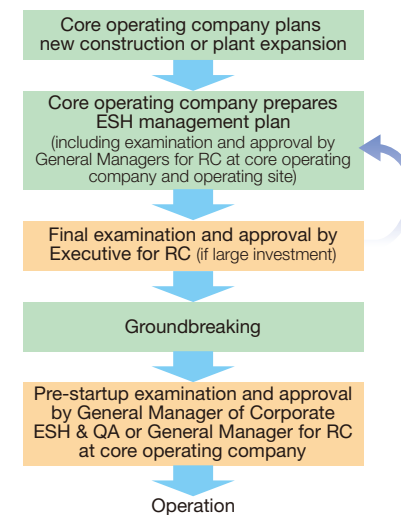 Core operating company plans
new construction or plant expansion
Core operating company prepares
ESH management plan
(including examination and approval by
General Managers for RC at core operating
company and operating site)
Final examination and approval by
Executive for RC (if large investment)
Groundbreaking
Pre-startup examination and approval
by General Manager of Corporate
ESH & QA or General Manager for RC
at core operating company
Operation